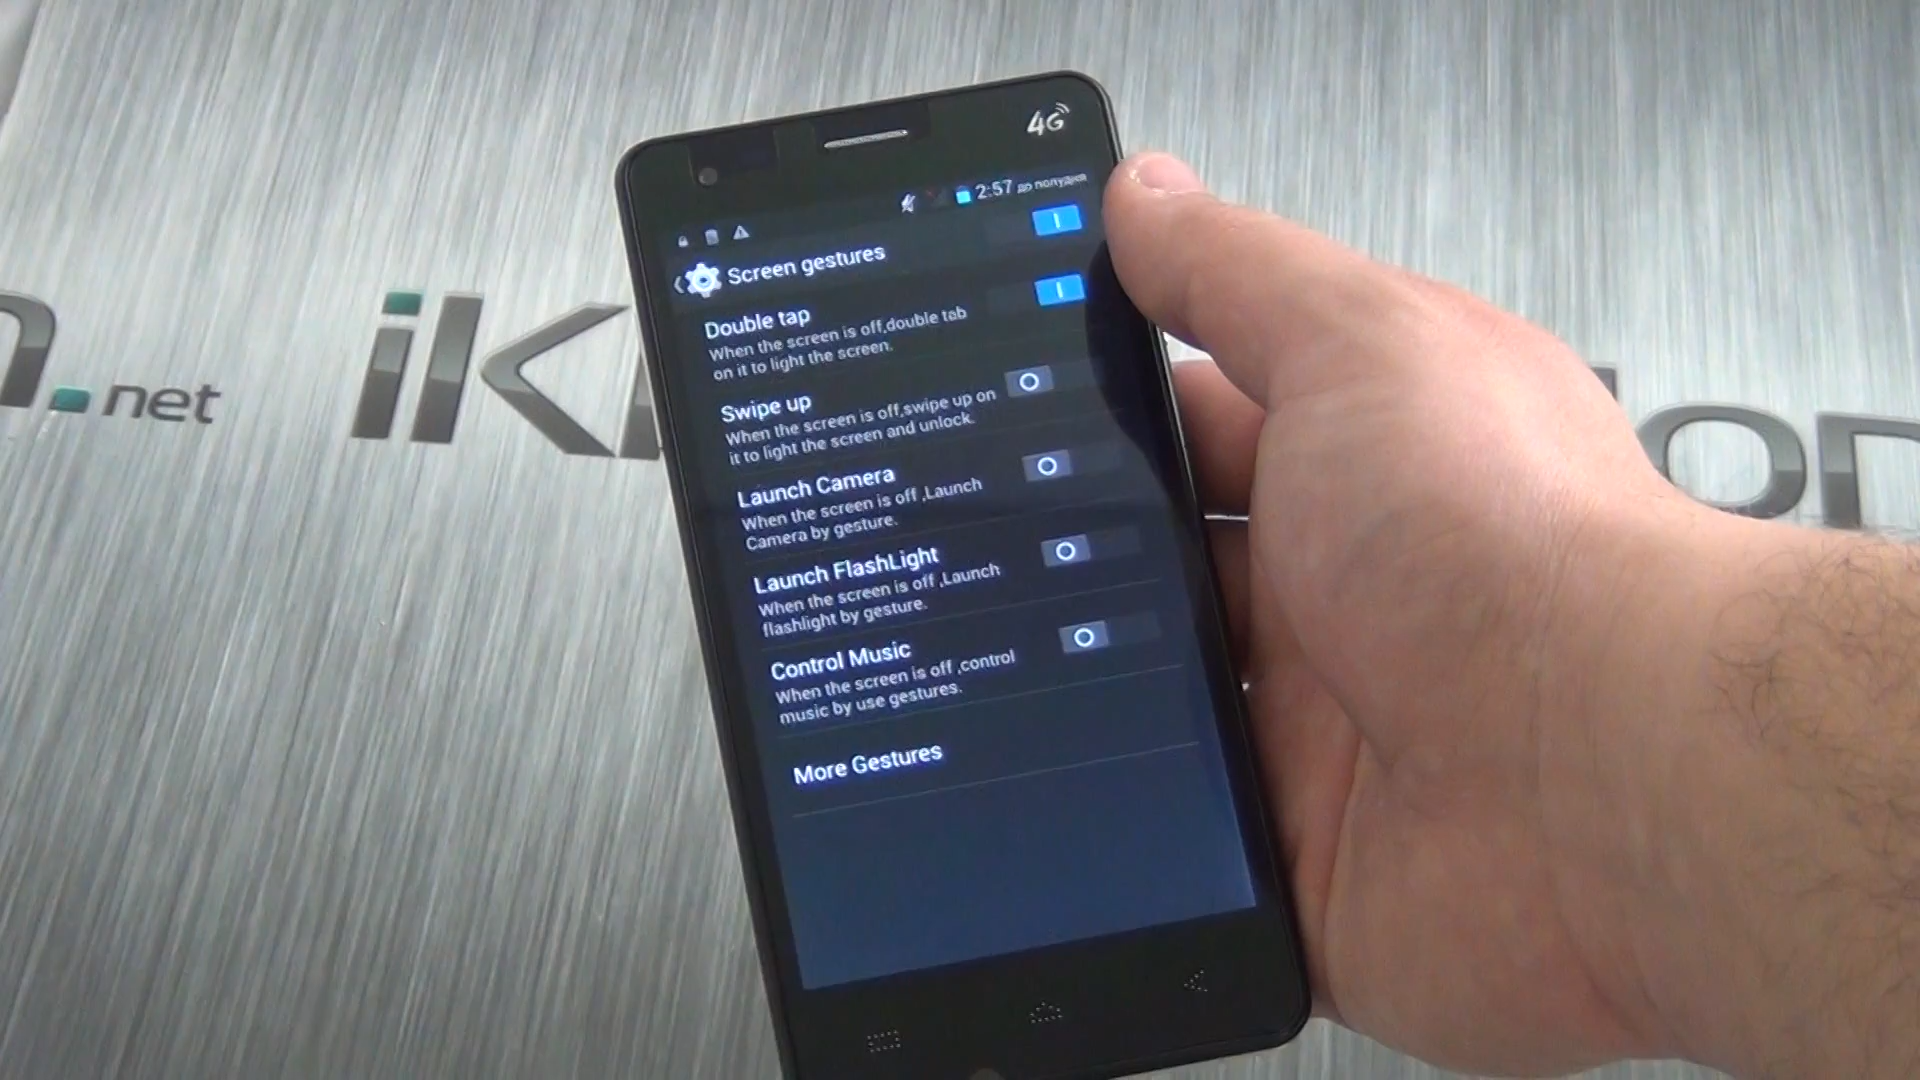 4G
2:57 до полудня
Screen gestures
Double tap
When the screen is off,double tab
on it to light the screen.
Swipe up
When the screen is off,swipe up on
it to light the screen and unlock.
Launch Camera
When the screen is off ,Launch
Camera by gesture.
Launch FlashLight
When the screen is off ,Launch
flashlight by gesture.
Control Music
When the screen is off ,control
music by use gestures.
More Gestures
.net